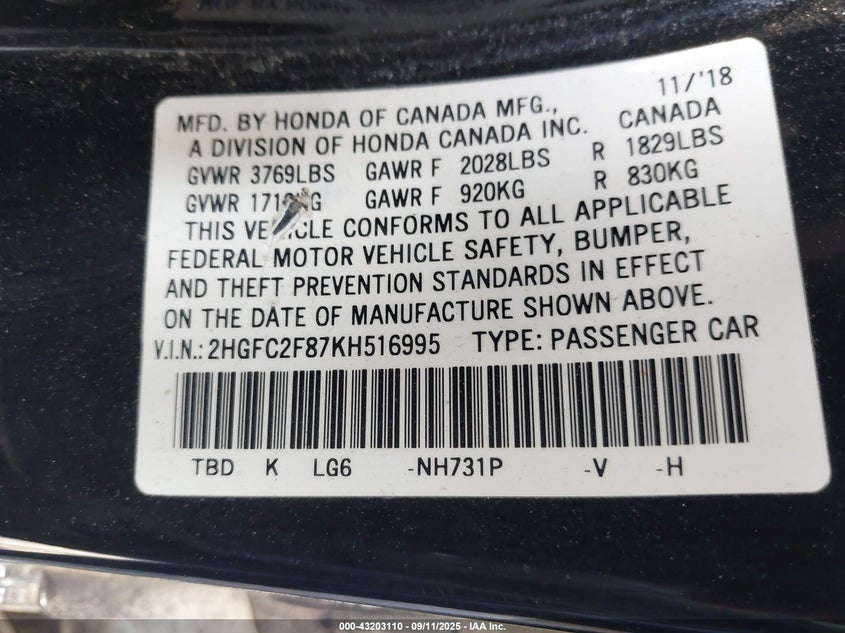 11/'18
MFD. BY HONDA OF CANADA MFG., CANADA
A DIVISION OF HONDA CANADA INC.
GVWR 3769LBS GAWR F 2028LBS R 1829LBS
GVWR GAWR F 920KG R 830KG
THIS VEHICLE CONFORMS TO ALL APPLICABLE
FEDERAL MOTOR VEHICLE SAFETY, BUMPER,
AND THEFT PREVENTION STANDARDS IN EFFECT
ON THE DATE OF MANUFACTURE SHOWN ABOVE.
V.I.N.: 2HGFC2F87KH516995 TYPE: PASSENGER CAR
TBD K LG6 -NH731P -V -H
000-43203110 - 09/11/2025 - IAA Inc.